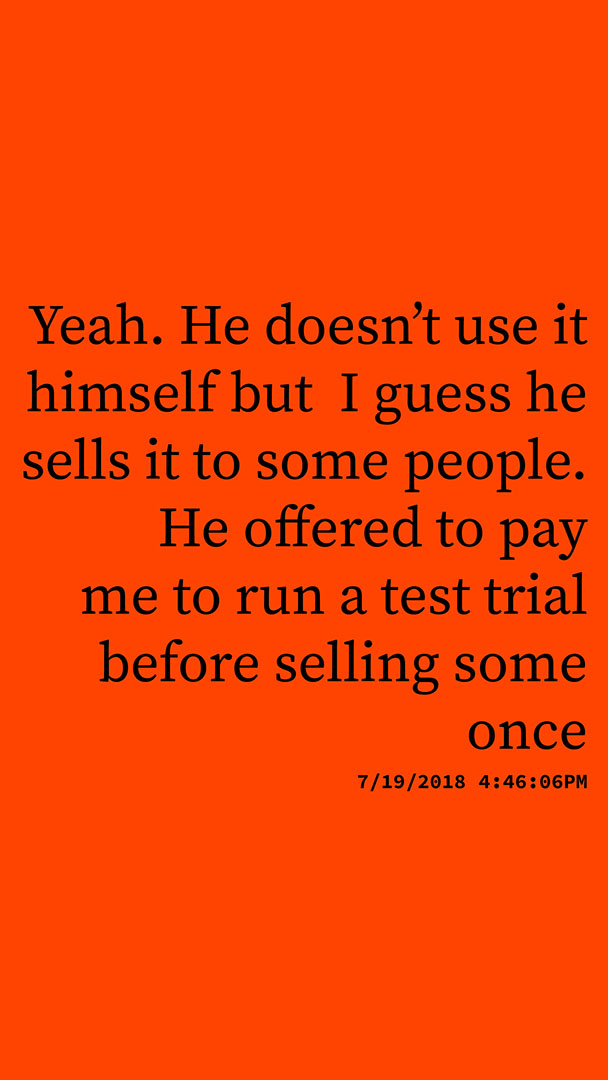 Yeah. He doesn’t use it
himself but  I guess he
sells it to some people.
He offered to pay
me to run a test trial
before selling some
once
7/19/2018 4:46:06PM